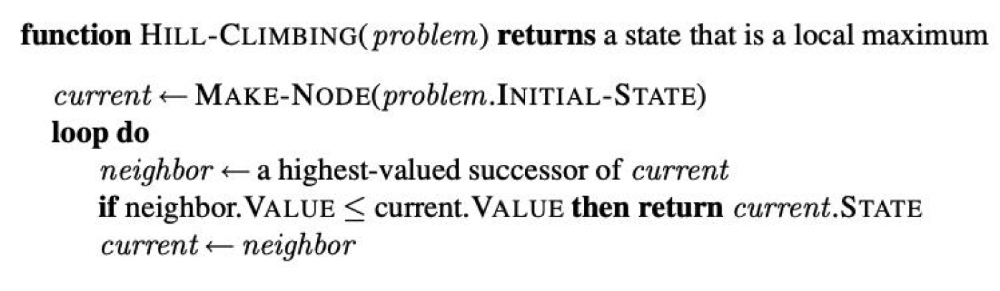 function HILL-CLIMBING(problem) returns a state that is a local maximum
current ← MAKE-NODE(problem.INITIAL-STATE)
loop do
neighbor ← a highest-valued successor of current
if neighbor.VALUE ≤ current.VALUE then return current.STATE
current ← neighbor